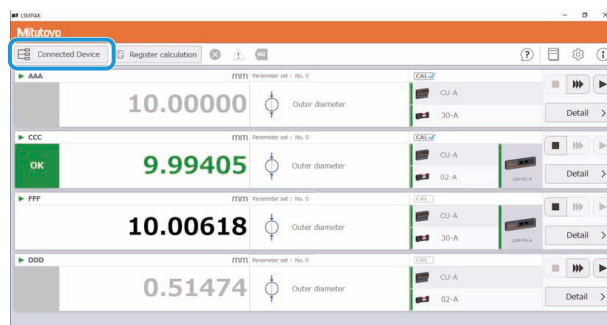 LSMPAK
Mitutoyo
Connected Device
Register calculation
NG
?
i
AAA mm Parameter set : No. 0 CAL
10.00000 Outer diameter CU-A
30-A
Detail >
CCC mm Parameter set : No. 0 CAL
OK 9.99405 Outer diameter CU-A
02-A
Detail >
FFF mm Parameter set : No. 0 CAL
10.00618 Outer diameter CU-A
30-A
Detail >
DDD mm Parameter set : No. 0 CAL
0.51474 Outer diameter CU-A
02-A
Detail >